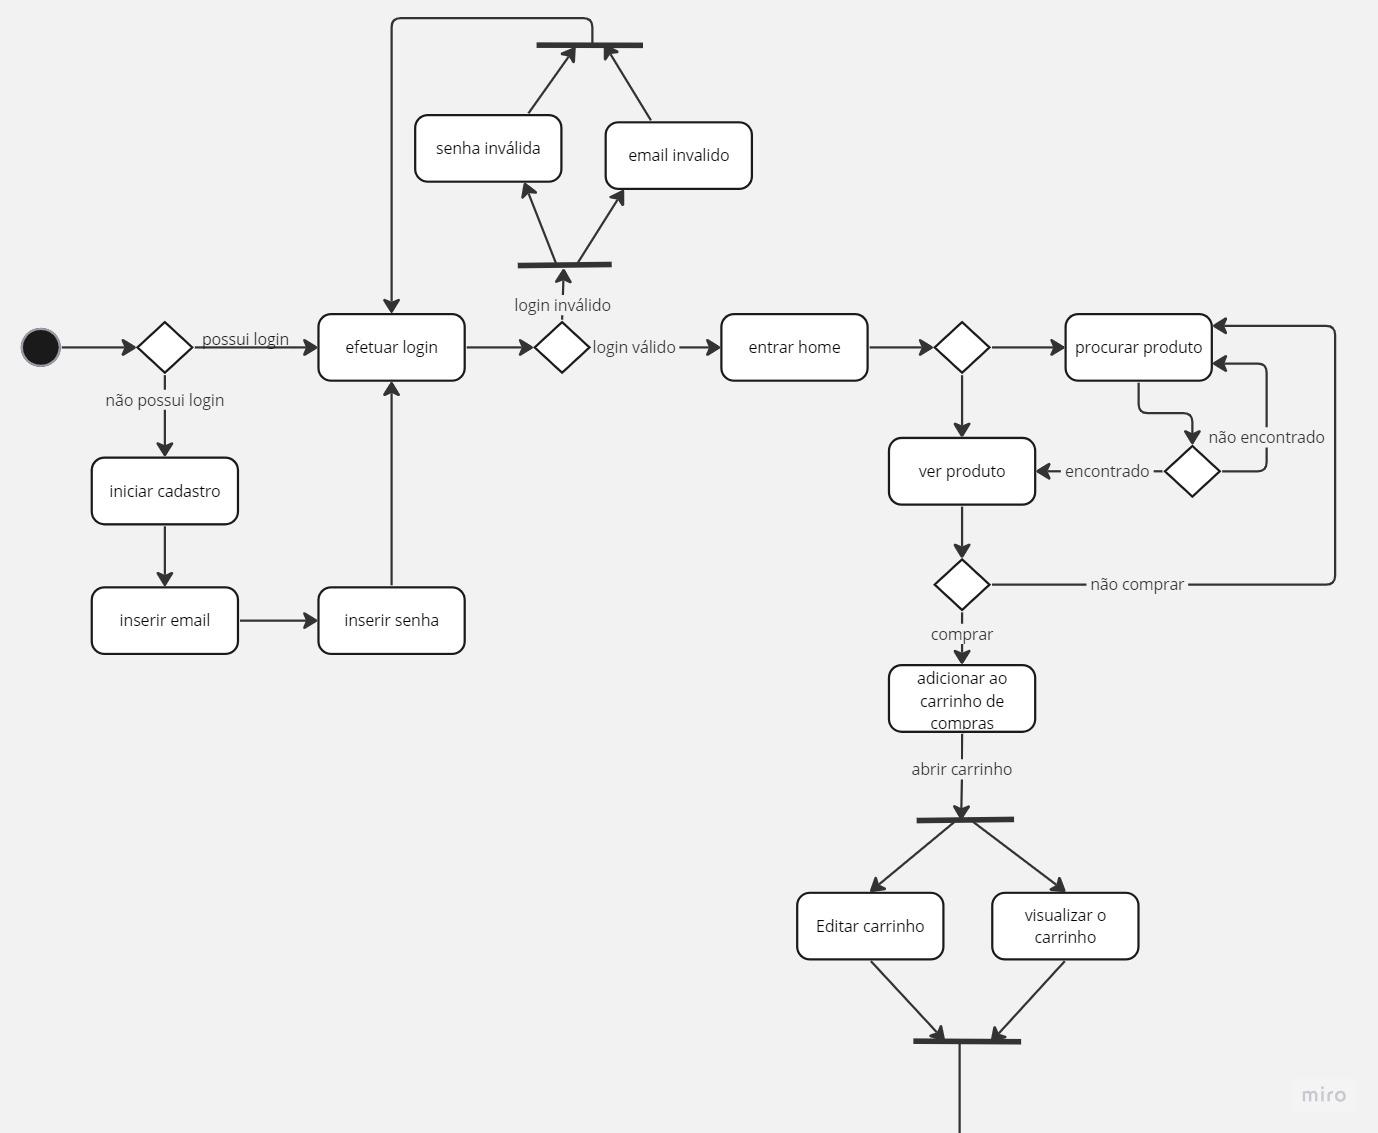 senha inválida
email invalido
login inválido
possui login
efetuar login
login válido
entrar home
procurar produto
não possui login
não encontrado
ver produto
encontrado
iniciar cadastro
não comprar
inserir email
inserir senha
comprar
adicionar ao
carrinho de
compras
abrir carrinho
Editar carrinho
visualizar o
carrinho
miro